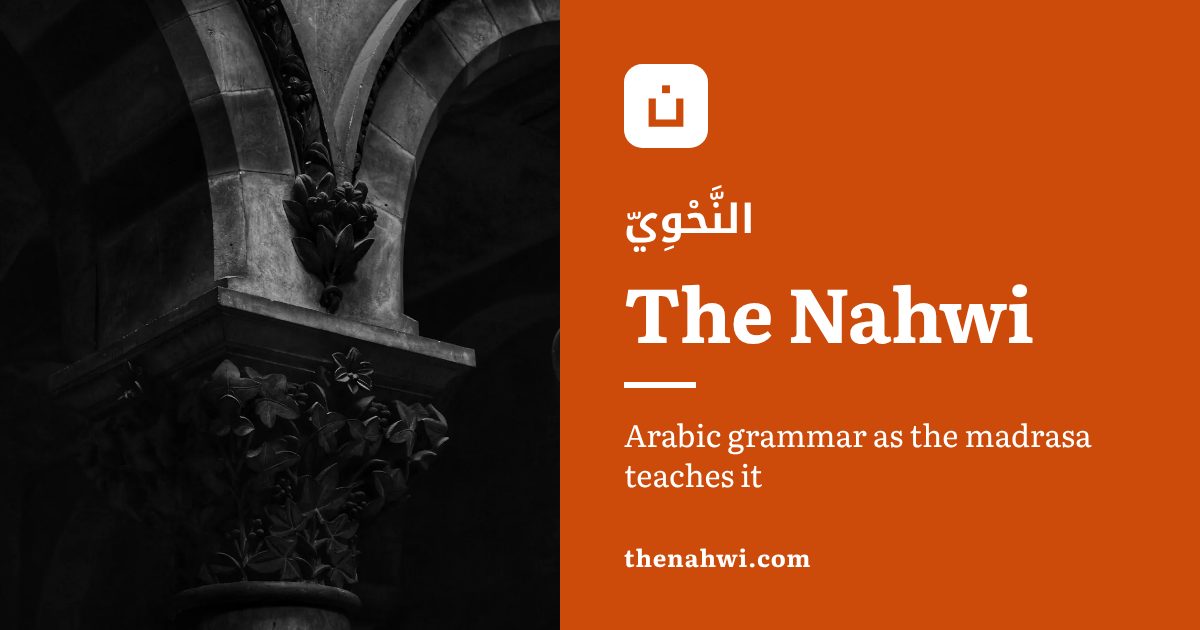 ن
النَّحْوِيّ
The Nahwi
Arabic grammar as the madrasa
teaches it
thenahwi.com